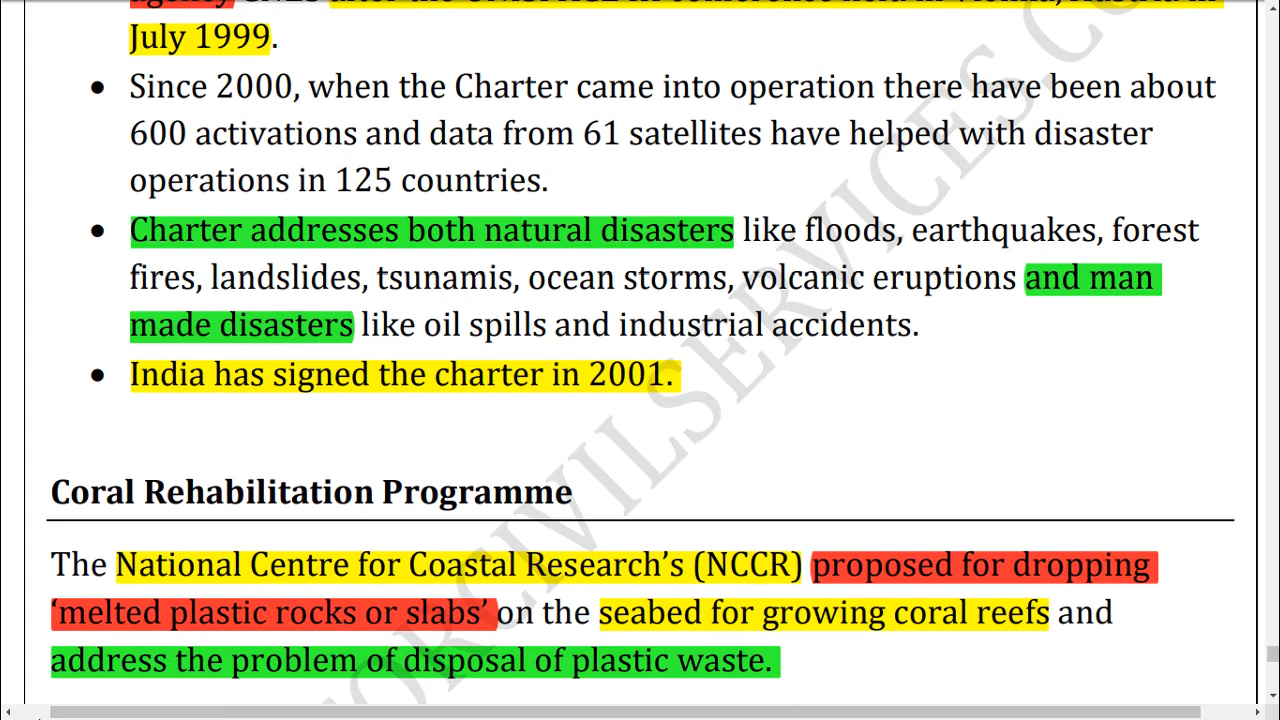 July 1999.
• Since 2000, when the Charter came into operation there have been about
600 activations and data from 61 satellites have helped with disaster
operations in 125 countries.
• Charter addresses both natural disasters like floods, earthquakes, forest
fires, landslides, tsunamis, ocean storms, volcanic eruptions and man
made disasters like oil spills and industrial accidents.
• India has signed the charter in 2001.
Coral Rehabilitation Programme
The National Centre for Coastal Research's (NCCR) proposed for dropping
'melted plastic rocks or slabs' on the seabed for growing coral reefs and
address the problem of disposal of plastic waste.
FORCIVILSERVICES.CO